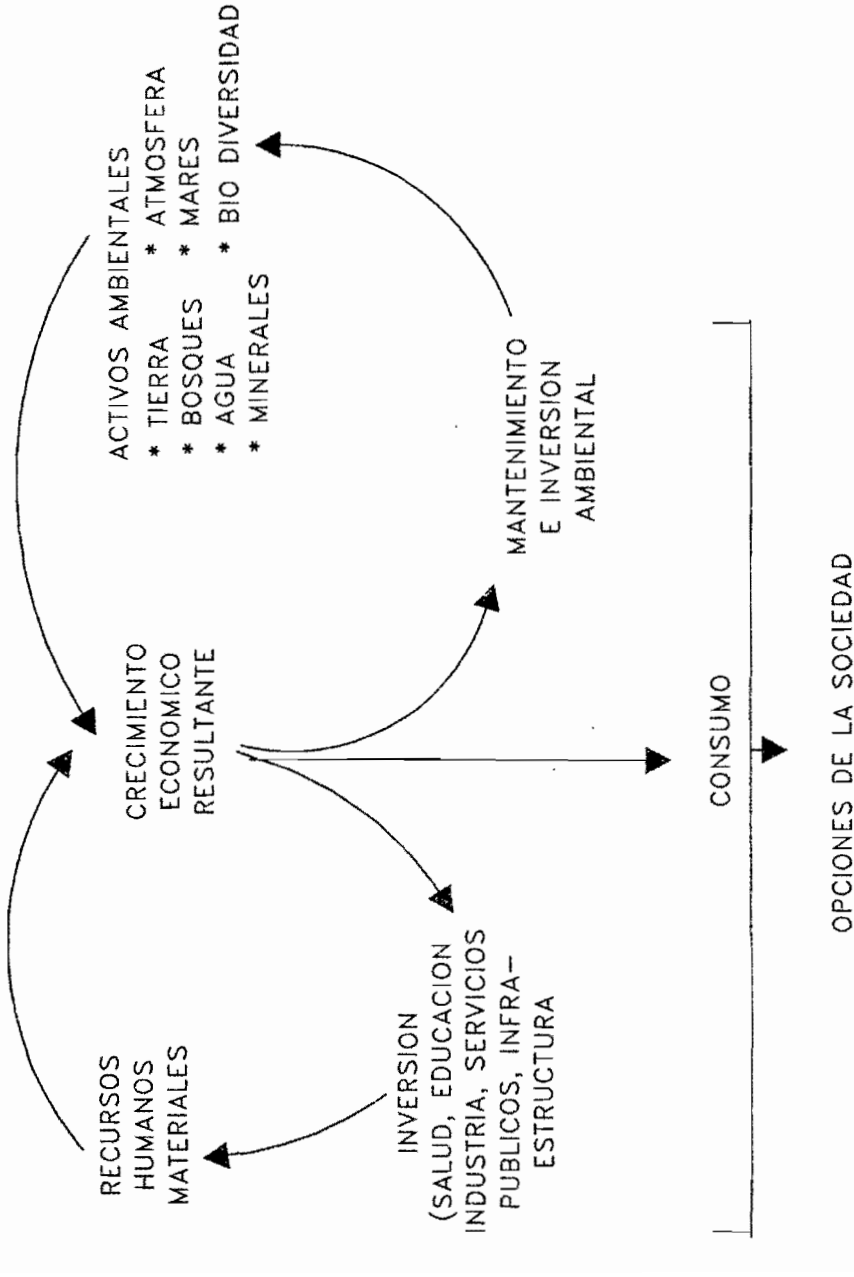 RECURSOS
HUMANOS
MATERIALES
CRECIMIENTO
ECONOMICO
RESULTANTE
ACTIVOS AMBIENTALES
* TIERRA * ATMOSFERA
* BOSQUES * MARES
* AGUA * BIO DIVERSIDAD
* MINERALES
INVERSION
(SALUD, EDUCACION
INDUSTRIA, SERVICIOS
PUBLICOS, INFRA-
ESTRUCTURA
MANTENIMIENTO
E INVERSION
AMBIENTAL
CONSUMO
OPCIONES DE LA SOCIEDAD